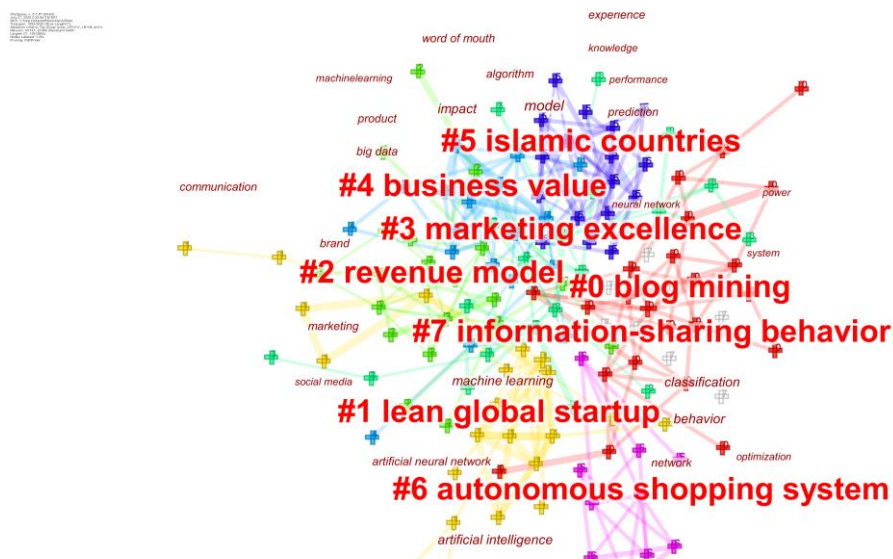 experience
word of mouth
knowledge
machinelearning
algorithm
performance
impact
model
product
prediction
#5 islamic countries
big data
#4 business value
communication
power
neural network
#3 marketing excellence
brand
system
#2 revenue model
#0 blog mining
marketing
#7 information-sharing behavior
social media
machine learning
classification
#1 lean global startup
behavior
artificial neural network
network
optimization
#6 autonomous shopping system
artificial intelligence